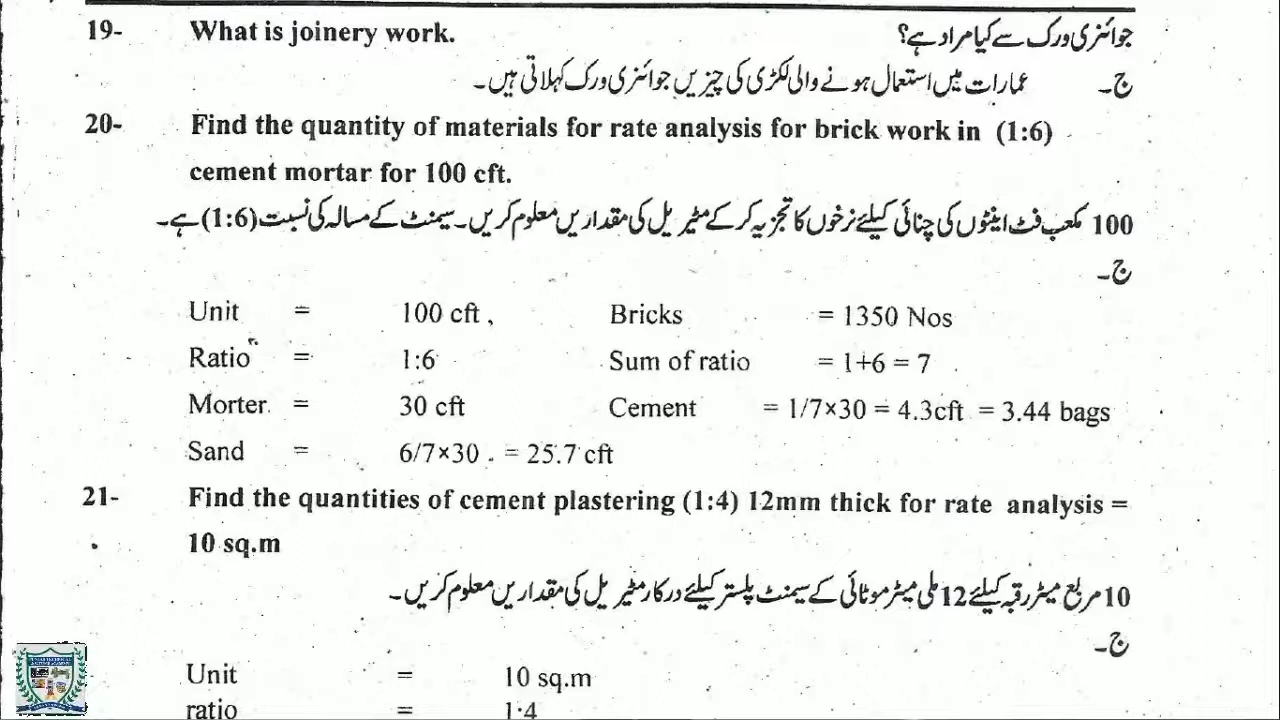 19- What is joinery work. جوائنری ورک سے کیا مراد ہے؟
ج۔ عمارات میں استعمال ہونے والی لکڑی کی چیزیں جوائنری ورک کہلاتی ہیں۔
20- Find the quantity of materials for rate analysis for brick work in (1:6)
cement mortar for 100 cft.
100 مکعب فٹ اینٹوں کی چنائی کیلئے نرخوں کا تجزیہ کر کے مٹیریل کی مقداریں معلوم کریں۔ سیمنٹ کے مسالہ کی نسبت (1:6) ہے۔
ج۔
Unit = 100 cft , Bricks = 1350 Nos
Ratio = 1:6 Sum of ratio = 1+6 = 7
Morter = 30 cft Cement = 1/7×30 = 4.3cft = 3.44 bags
Sand = 6/7×30 = 25.7 cft
21- Find the quantities of cement plastering (1:4) 12mm thick for rate analysis =
10 sq.m
10 مربع میٹر رقبہ کیلئے 12 ملی میٹر موٹائی کے سیمنٹ پلستر کیلئے درکار مٹیریل کی مقداریں معلوم کریں۔
ج۔
Unit = 10 sq.m
ratio = 1:4